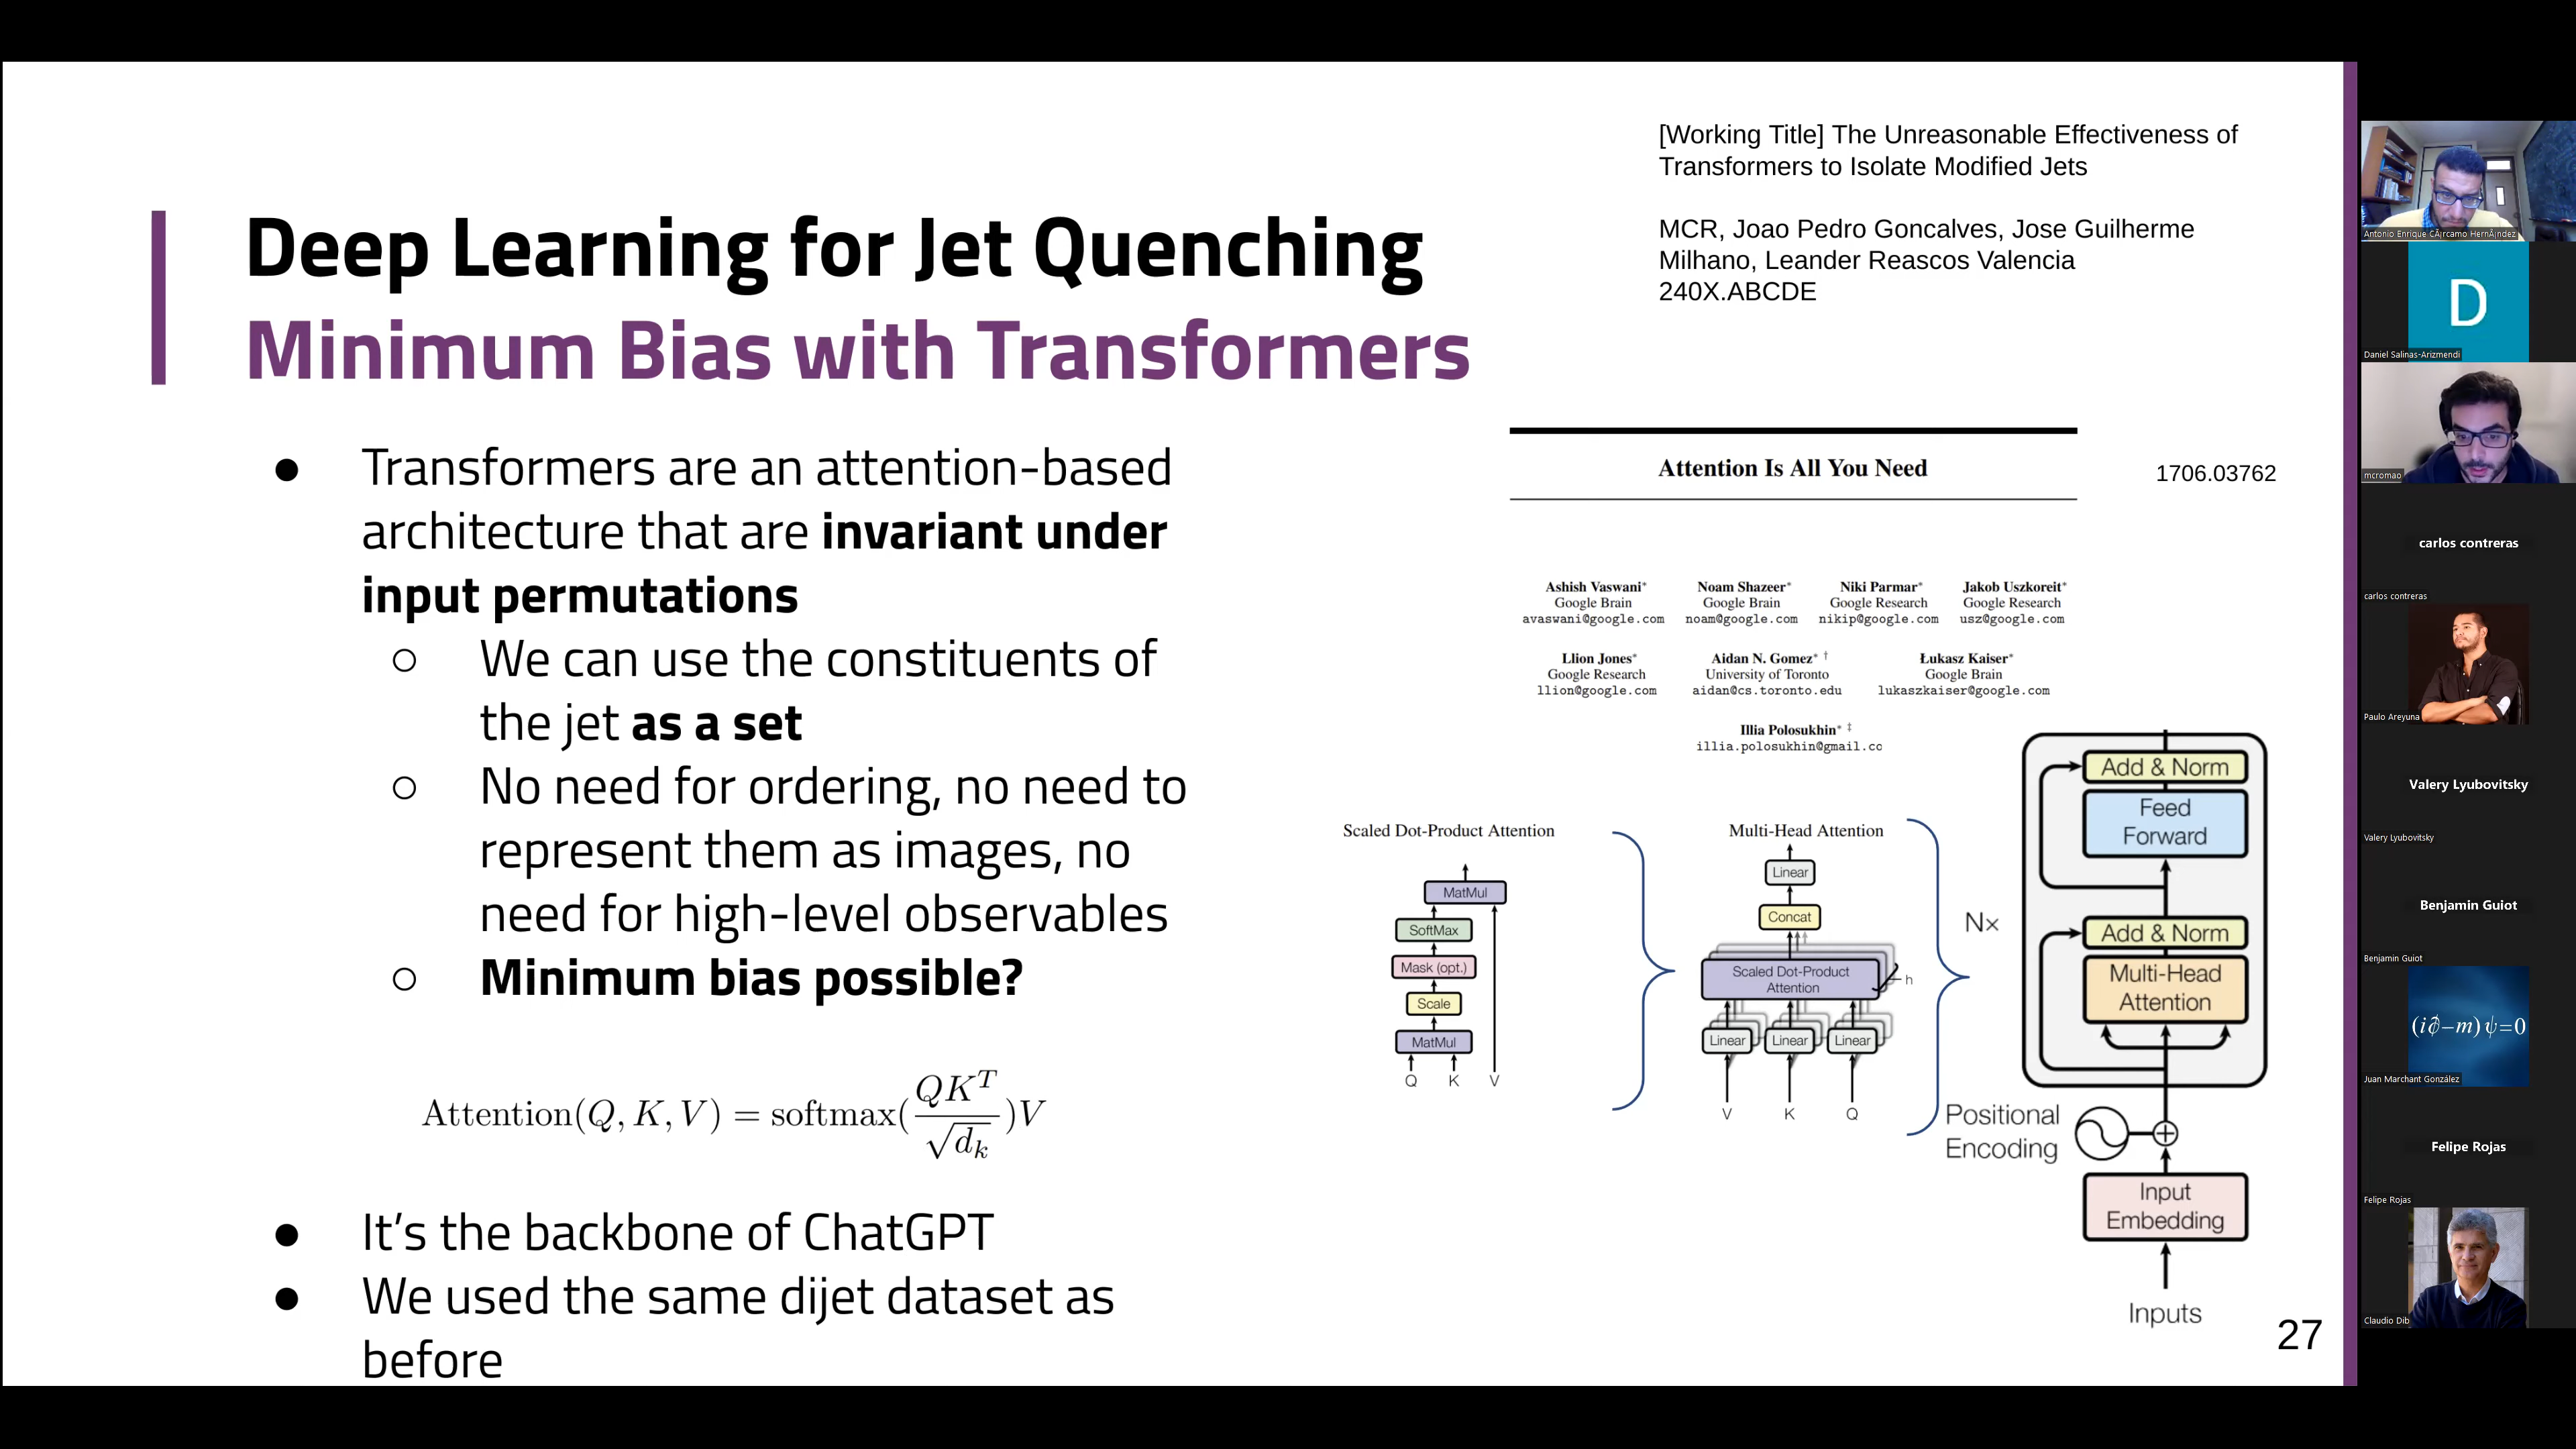 [Working Title] The Unreasonable Effectiveness of
Transformers to Isolate Modified Jets
MCR, Joao Pedro Goncalves, Jose Guilherme
Milhano, Leander Reascos Valencia
240X.ABCDE
Deep Learning for Jet Quenching
Minimum Bias with Transformers
● Transformers are an attention-based
architecture that are invariant under
input permutations
○ We can use the constituents of
the jet as a set
○ No need for ordering, no need to
represent them as images, no
need for high-level observables
○ Minimum bias possible?
Attention(Q, K, V) = softmax(QK^T/√d_k)V
● It’s the backbone of ChatGPT
● We used the same dijet dataset as
before
Attention Is All You Need
1706.03762
Ashish Vaswani* Noam Shazeer* Niki Parmar* Jakob Uszkoreit*
Google Brain Google Brain Google Research Google Research
avaswani@google.com noam@google.com nikip@google.com usz@google.com
Llion Jones* Aidan N. Gomez* † Łukasz Kaiser*
Google Research University of Toronto Google Brain
llion@google.com aidan@cs.toronto.edu lukaszkaiser@google.com
Illia Polosukhin* ‡
illia.polosukhin@gmail.cc
Scaled Dot-Product Attention
MatMul
SoftMax
Mask (opt.)
Scale
MatMul
Q K V
Multi-Head Attention
Linear
Concat
Scaled Dot-Product
Attention
h
Linear Linear Linear
V K Q
Add & Norm
Feed
Forward
Nx
Add & Norm
Multi-Head
Attention
Positional
Encoding
Input
Embedding
Inputs
27
Antonio Enrique CÃ¡rcamo HernÃ¡ndez
D
Daniel Salinas-Arizmendi
mcromao
carlos contreras
carlos contreras
Paulo Areyuna
Valery Lyubovitsky
Valery Lyubovitsky
Benjamin Guiot
Benjamin Guiot
(i∂̸−m)ψ=0
Juan Marchant González
Felipe Rojas
Felipe Rojas
Claudio Dib